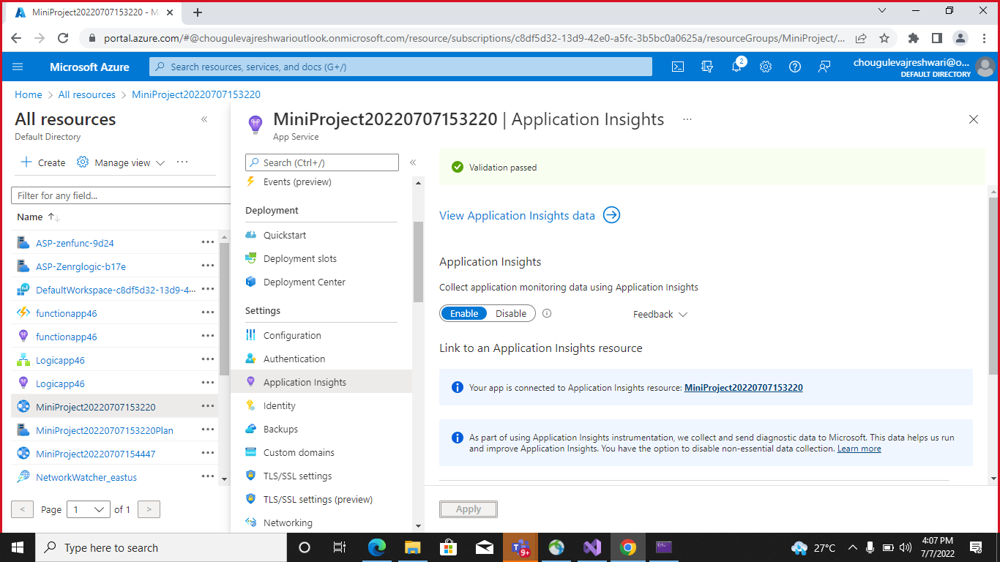 MiniProject20220707153220 - M
portal.azure.com/#@chougulevajreshwarioutlook.onmicrosoft.com/resource/subscriptions/c8df5d32-13d9-42e0-a5fc-3b5bc0a0625a/resourceGroups/MiniProject/...
Microsoft Azure
Search resources, services, and docs (G+/)
2
chougulevajreshwari@o...
DEFAULT DIRECTORY
Home > All resources > MiniProject20220707153220
All resources
Default Directory
Create
Manage view
Filter for any field...
Name
ASP-zenfunc-9d24
ASP-Zenrglogic-b17e
DefaultWorkspace-c8df5d32-13d9-4...
functionapp46
functionapp46
Logicapp46
Logicapp46
MiniProject20220707153220
MiniProject20220707153220Plan
MiniProject20220707154447
NetworkWatcher_eastus
< Page 1 of 1 >
MiniProject20220707153220 | Application Insights
App Service
Search (Ctrl+/)
Events (preview)
Deployment
Quickstart
Deployment slots
Deployment Center
Settings
Configuration
Authentication
Application Insights
Identity
Backups
Custom domains
TLS/SSL settings
TLS/SSL settings (preview)
Networking
Validation passed
View Application Insights data
Application Insights
Collect application monitoring data using Application Insights
Enable Disable
Feedback
Link to an Application Insights resource
Your app is connected to Application Insights resource: MiniProject20220707153220
As part of using Application Insights instrumentation, we collect and send diagnostic data to Microsoft. This data helps us run
and improve Application Insights. You have the option to disable non-essential data collection. Learn more
Apply
Type here to search
9+
27°C
4:07 PM
7/7/2022